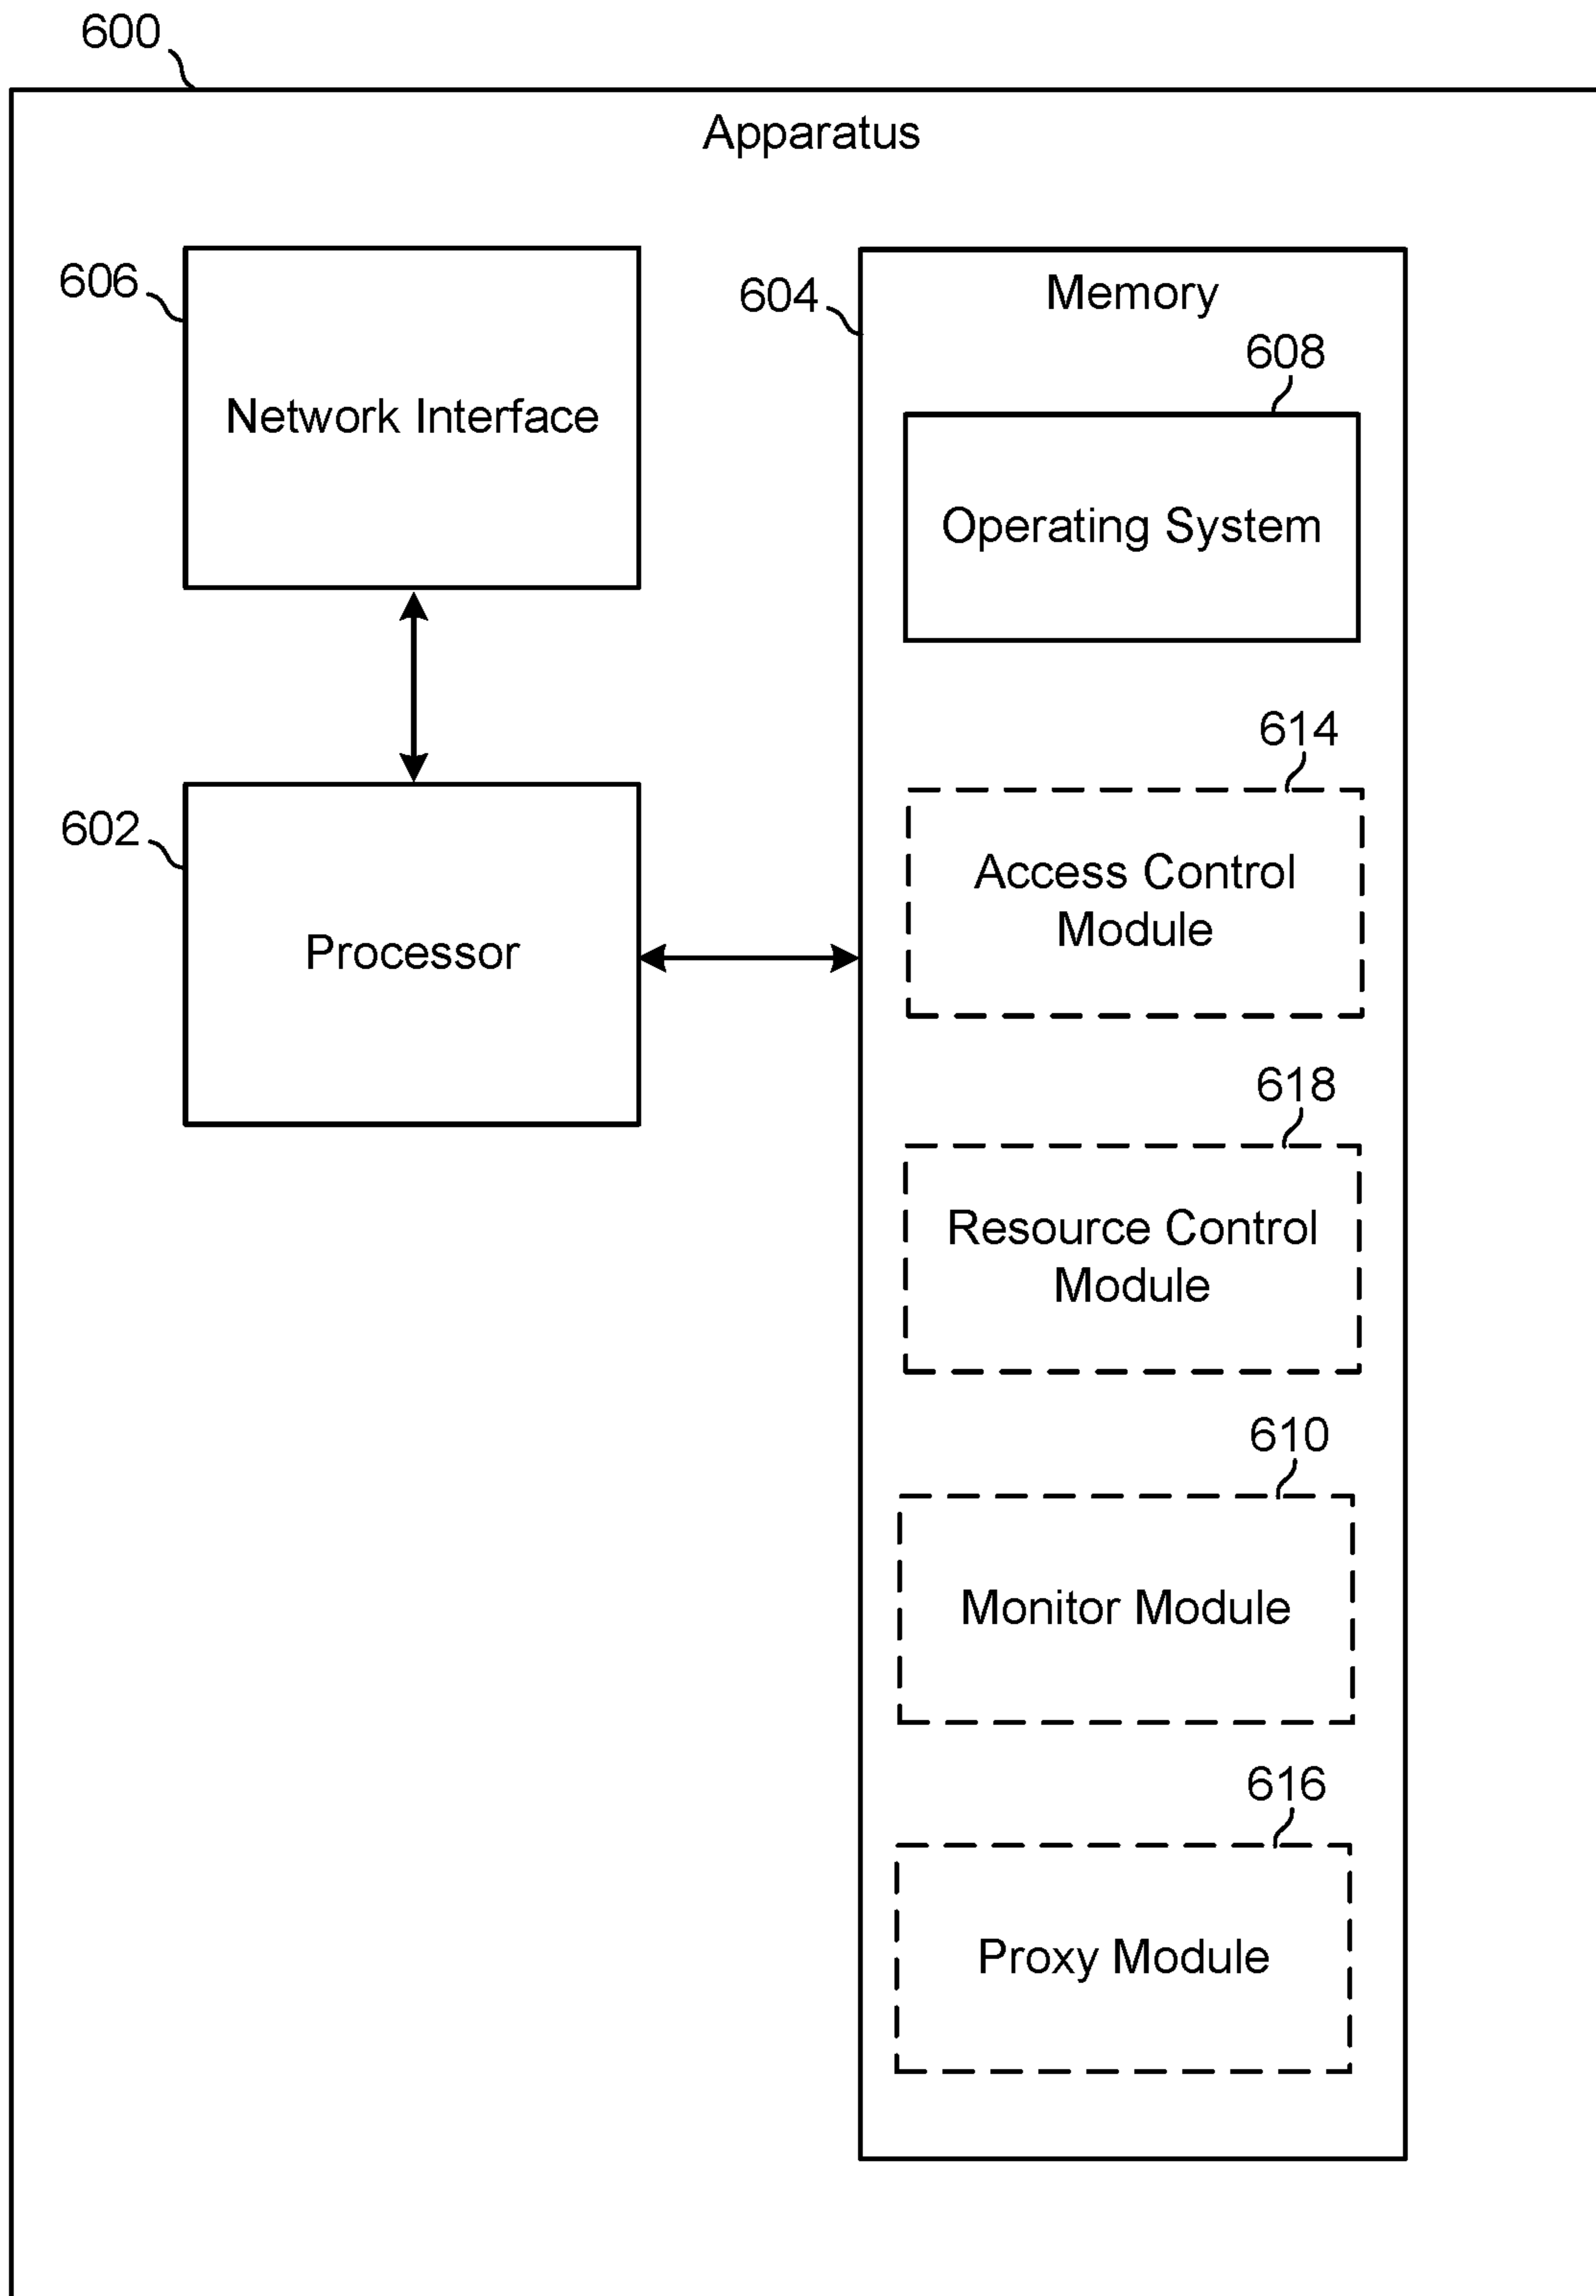 600
Apparatus
606
Network Interface
602
Processor
604
Memory
608
Operating System
614
Access Control
Module
618
Resource Control
Module
610
Monitor Module
616
Proxy Module